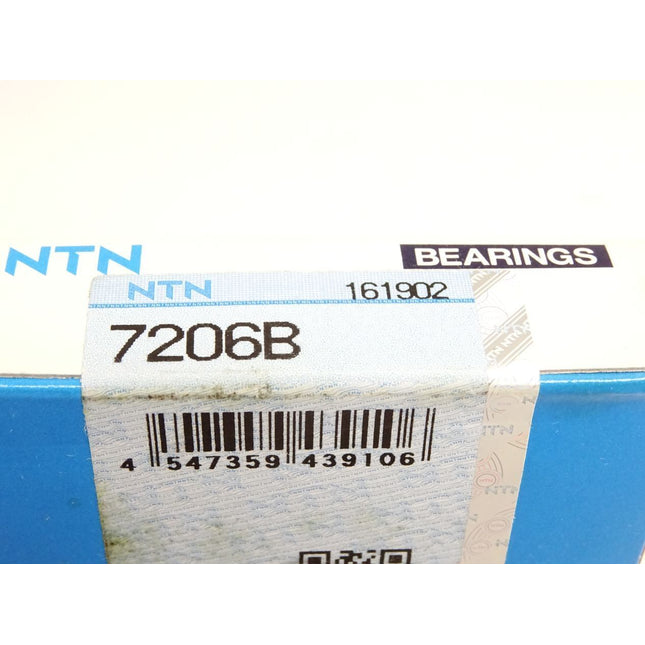 NTN BEARINGS
NTN 161902
7206B
4 547359 439106